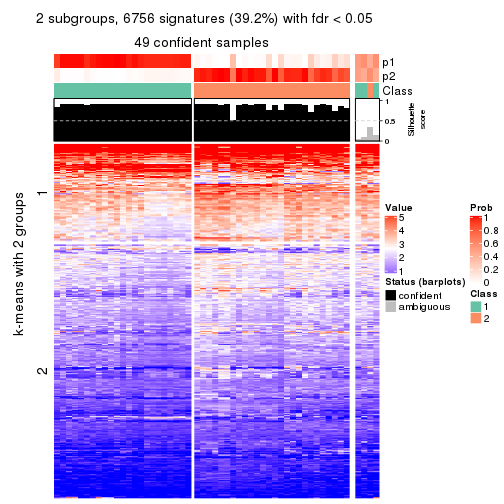 2 subgroups, 6756 signatures (39.2%) with fdr < 0.05
49 confident samples
p1
p2
Class
1
0.5
0
Silhouette
score
k-means with 2 groups
1
2
Value
5
4
3
2
1
Prob
1
0.8
0.6
0.4
0.2
0
Status (barplots)
confident
ambiguous
Class
1
2